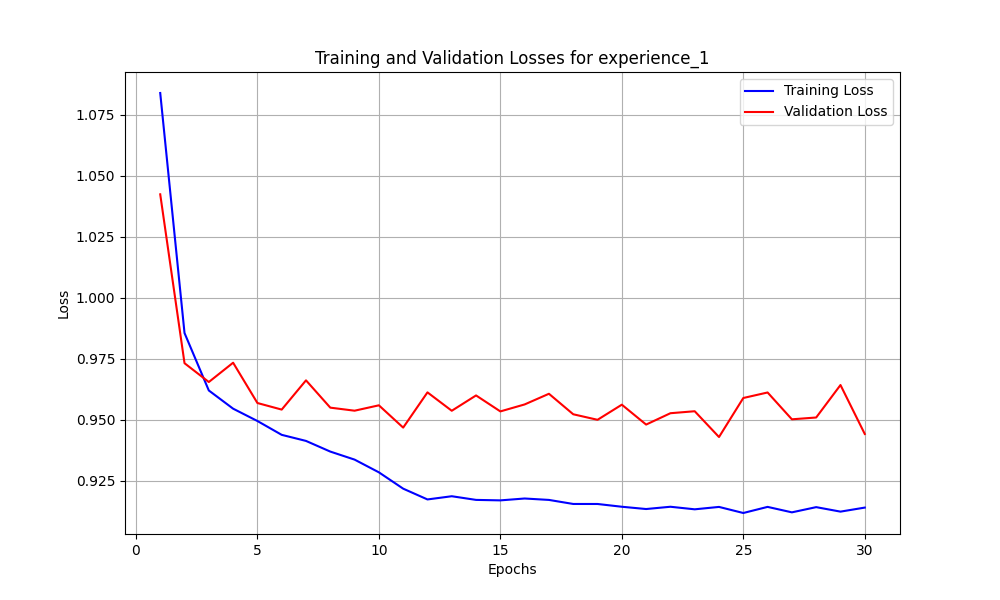 Training and Validation Losses for experience_1
Training Loss
Validation Loss
1.075
1.050
1.025
1.000
0.975
0.950
0.925
Loss
0 5 10 15 20 25 30
Epochs